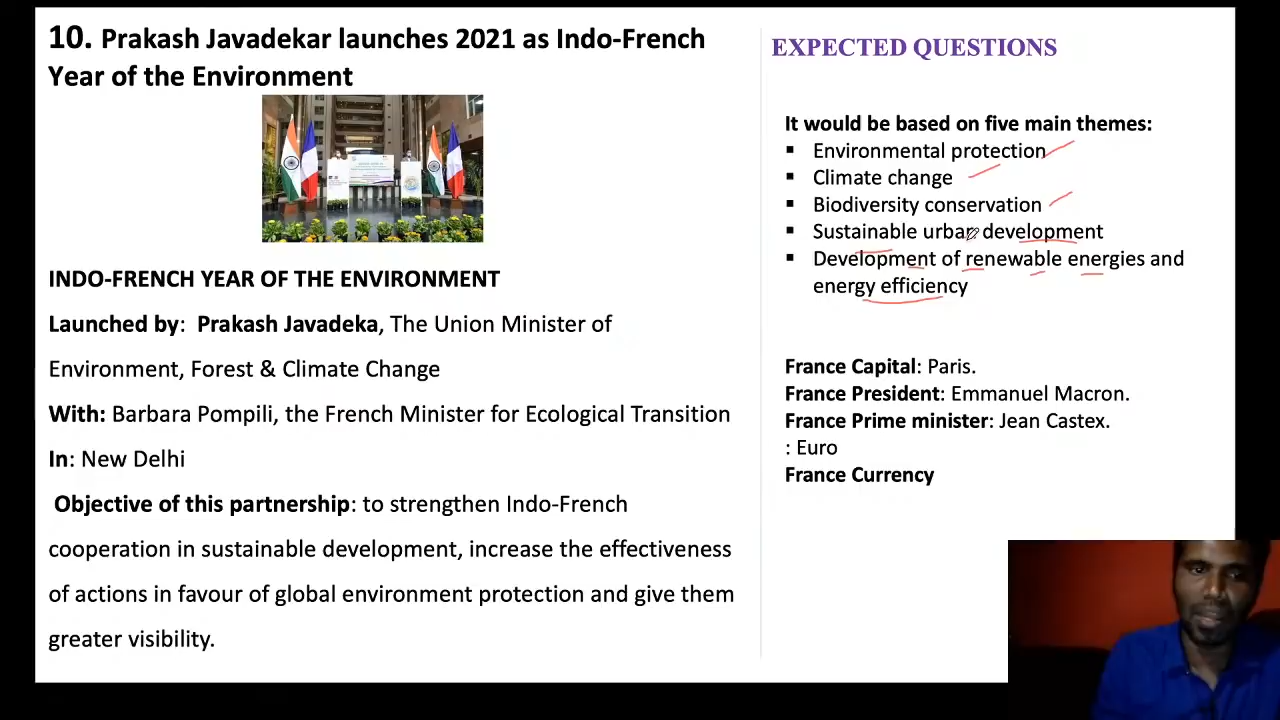 10. Prakash Javadekar launches 2021 as Indo-French
Year of the Environment
INDO-FRENCH YEAR OF THE ENVIRONMENT
Launched by: Prakash Javadeka, The Union Minister of
Environment, Forest & Climate Change
With: Barbara Pompili, the French Minister for Ecological Transition
In: New Delhi
Objective of this partnership: to strengthen Indo-French
cooperation in sustainable development, increase the effectiveness
of actions in favour of global environment protection and give them
greater visibility.
EXPECTED QUESTIONS
It would be based on five main themes:
▪ Environmental protection
▪ Climate change
▪ Biodiversity conservation
▪ Sustainable urban development
▪ Development of renewable energies and
energy efficiency
France Capital: Paris.
France President: Emmanuel Macron.
France Prime minister: Jean Castex.
: Euro
France Currency